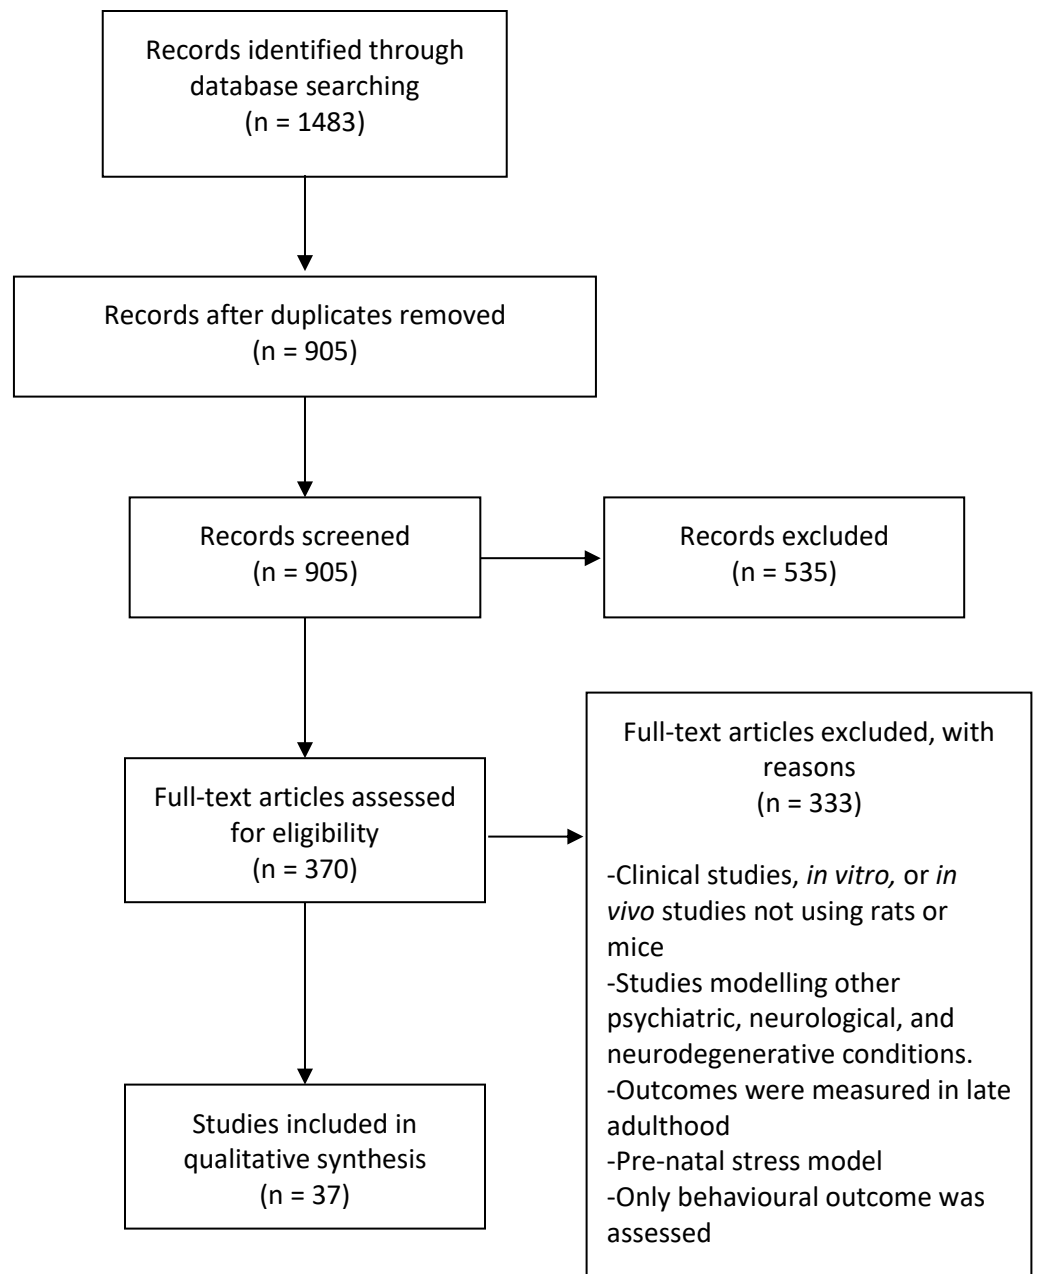 Records identified through
database searching
(n = 1483)
Records after duplicates removed
(n = 905)
Records screened
(n = 905)
Records excluded
(n = 535)
Full-text articles assessed
for eligibility
(n = 370)
Full-text articles excluded, with
reasons
(n = 333)
-Clinical studies, in vitro, or in
vivo studies not using rats or
mice
-Studies modelling other
psychiatric, neurological, and
neurodegenerative conditions.
-Outcomes were measured in late
adulthood
-Pre-natal stress model
-Only behavioural outcome was
assessed
Studies included in
qualitative synthesis
(n = 37)